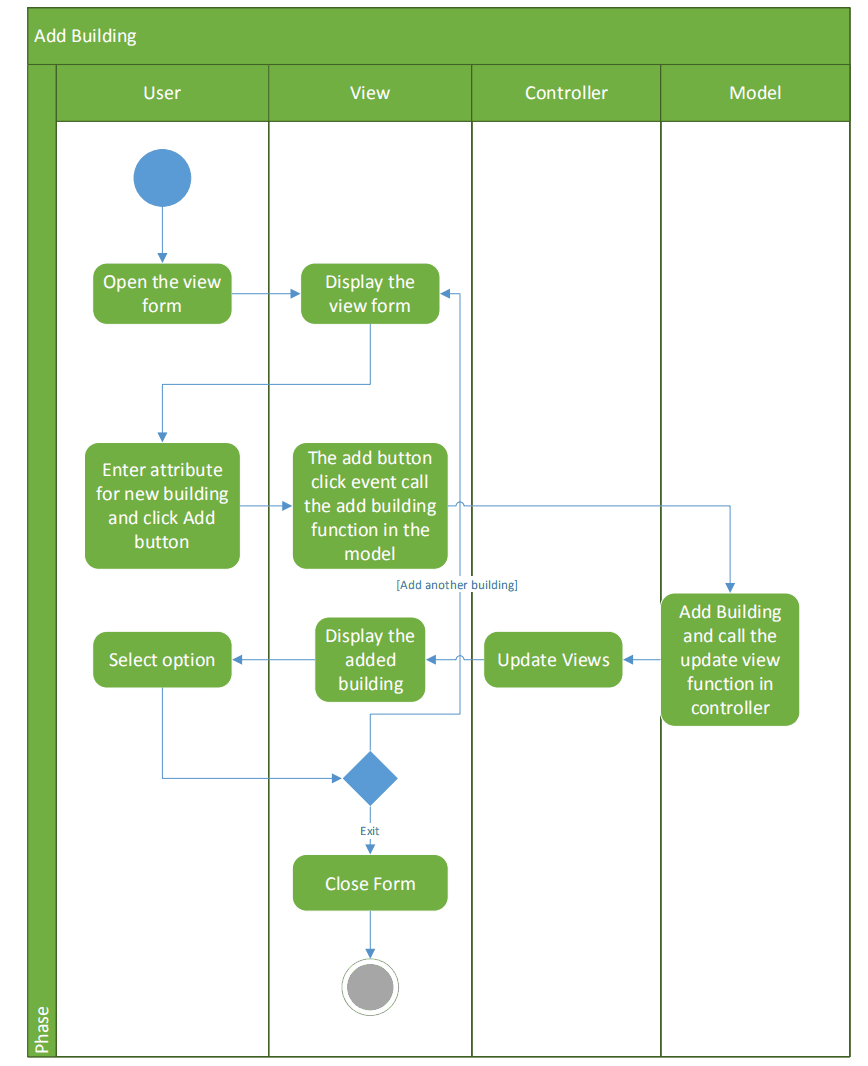 Add Building
User
View
Controller
Model
Open the view
form
Display the
view form
Enter attribute
for new building
and click Add
button
The add button
click event call
the add building
function in the
model
[Add another building]
Add Building
and call the
update view
function in
controller
Update Views
Display the
added
building
Select option
Exit
Close Form
Phase